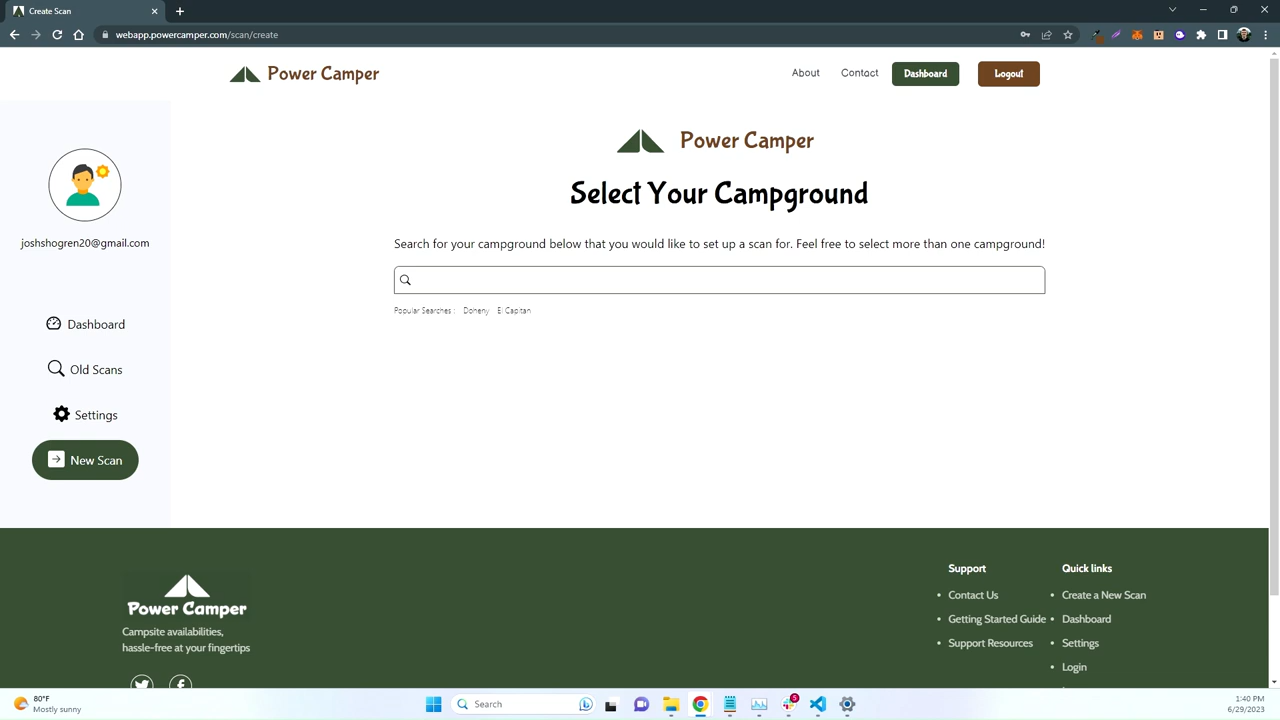 Create Scan
webapp.powercamper.com/scan/create
Power Camper
About
Contact
Dashboard
Logout
joshshogren20@gmail.com
Dashboard
Old Scans
Settings
New Scan
Power Camper
Select Your Campground
Search for your campground below that you would like to set up a scan for. Feel free to select more than one campground!
Popular Searches : Doheny El Capitan
Power Camper
Campsite availabilities,
hassle-free at your fingertips
Support
Contact Us
Getting Started Guide
Support Resources
Quick links
Create a New Scan
Dashboard
Settings
Login
80°F
Mostly sunny
Search
5
1:40 PM
6/29/2023